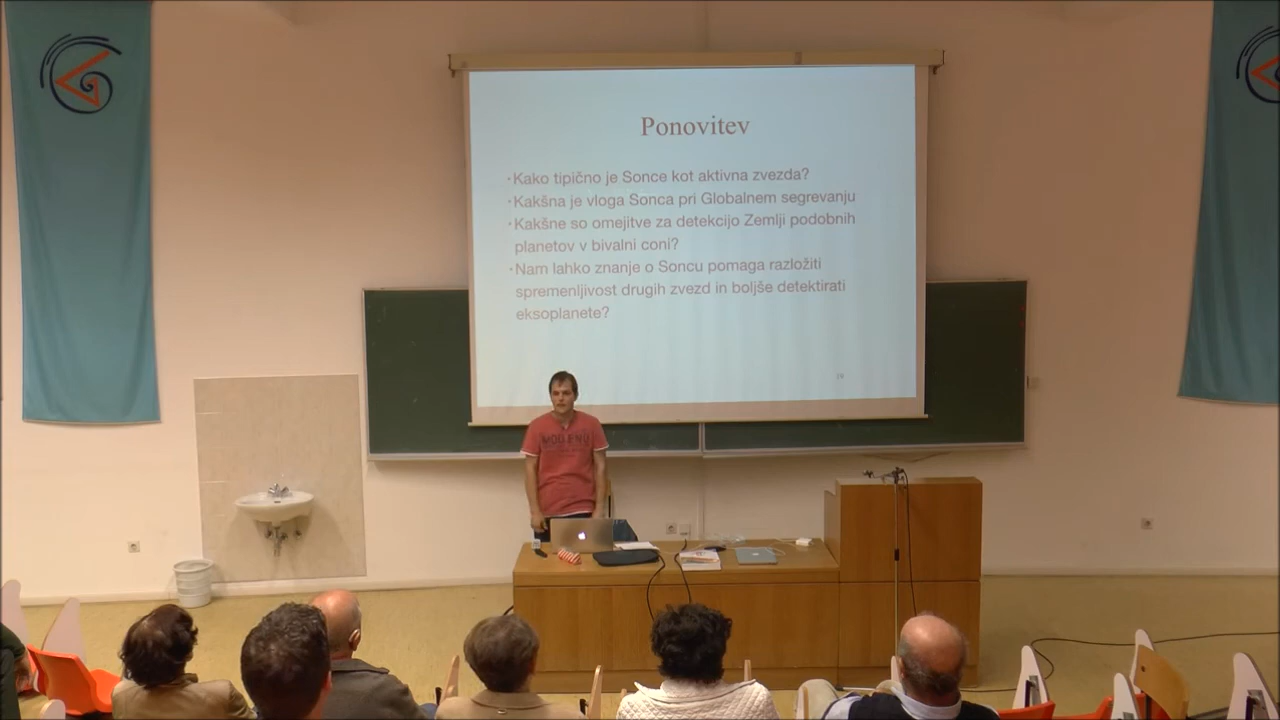 Ponovitev
·Kako tipično je Sonce kot aktivna zvezda?
·Kakšna je vloga Sonca pri Globalnem segrevanju
·Kakšne so omejitve za detekcijo Zemlji podobnih
planetov v bivalni coni?
·Nam lahko znanje o Soncu pomaga razložiti
spremenljivost drugih zvezd in boljše detektirati
eksoplanete?